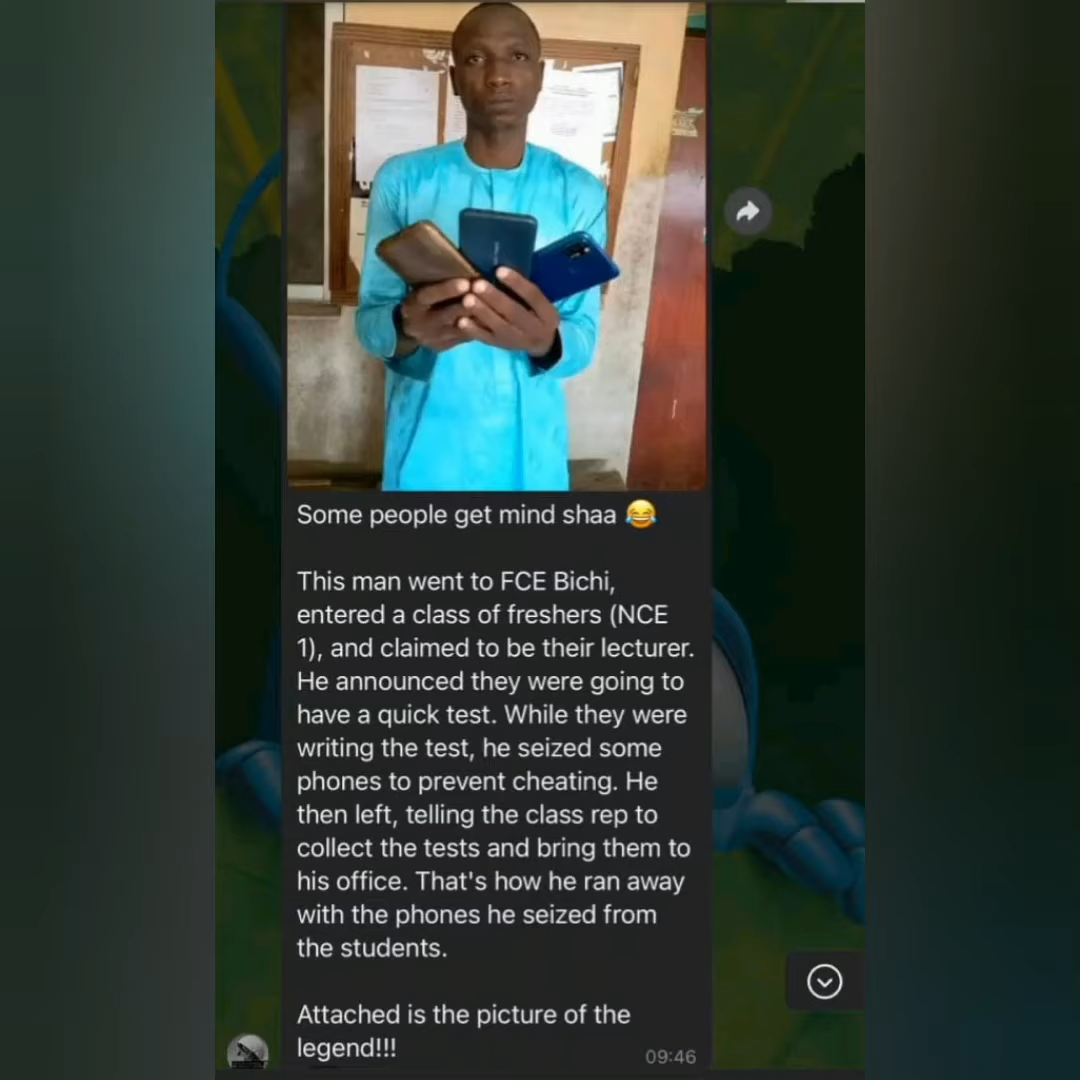 Some people get mind shaa 😂
This man went to FCE Bichi,
entered a class of freshers (NCE
1), and claimed to be their lecturer.
He announced they were going to
have a quick test. While they were
writing the test, he seized some
phones to prevent cheating. He
then left, telling the class rep to
collect the tests and bring them to
his office. That's how he ran away
with the phones he seized from
the students.
Attached is the picture of the
legend!!!
09:46